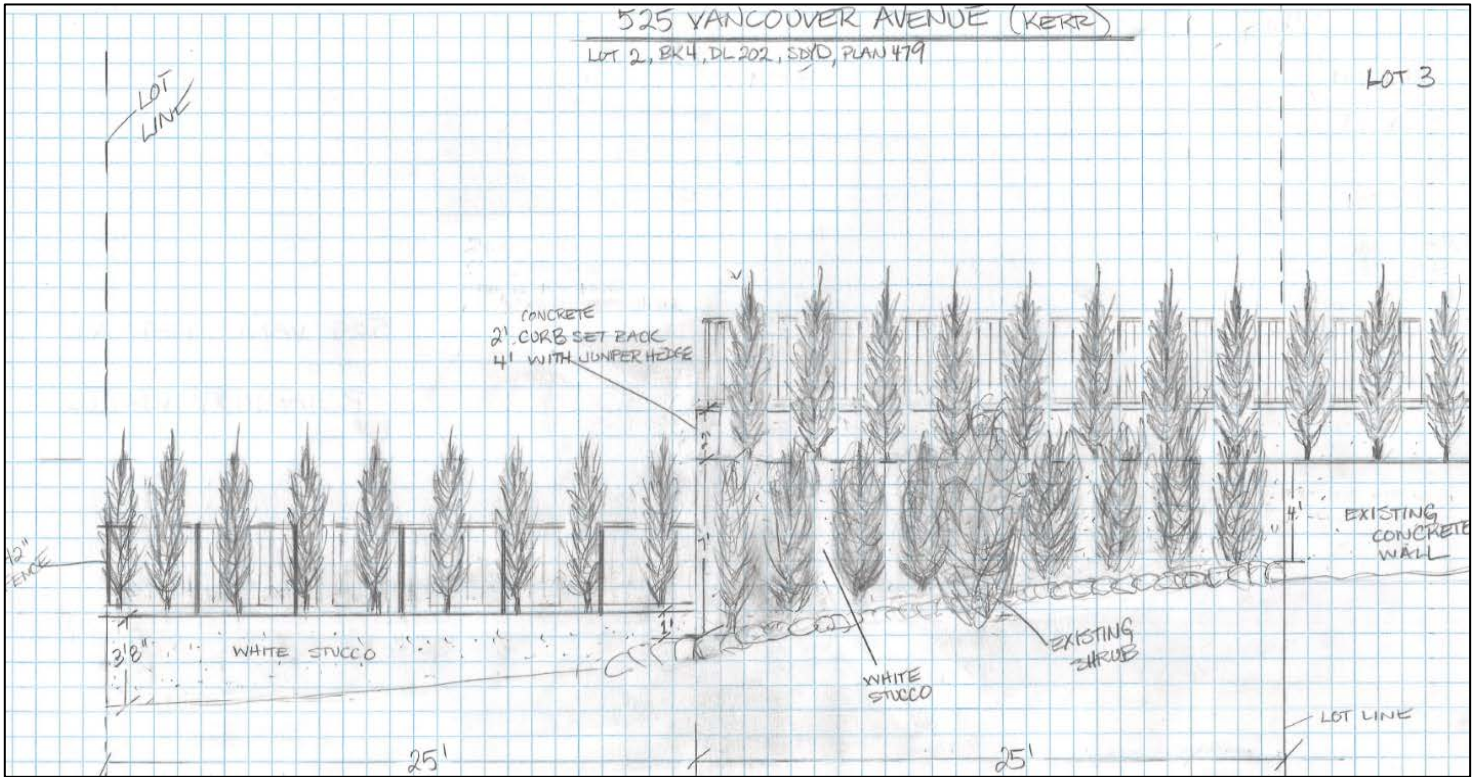 525 VANCOUVER AVENUE (KERR)
LOT 2, BK4, DL 202, SDYD, PLAN 479
LOT
LINE
LOT 3
CONCRETE
2' CURB SET BACK
4' WITH JUNIPER HEDGE
2'
7'
4'
EXISTING
CONCRETE
WALL
42"
FENCE
3'8"
WHITE STUCCO
1'
WHITE
STUCCO
EXISTING
SHRUB
LOT LINE
25'
25'